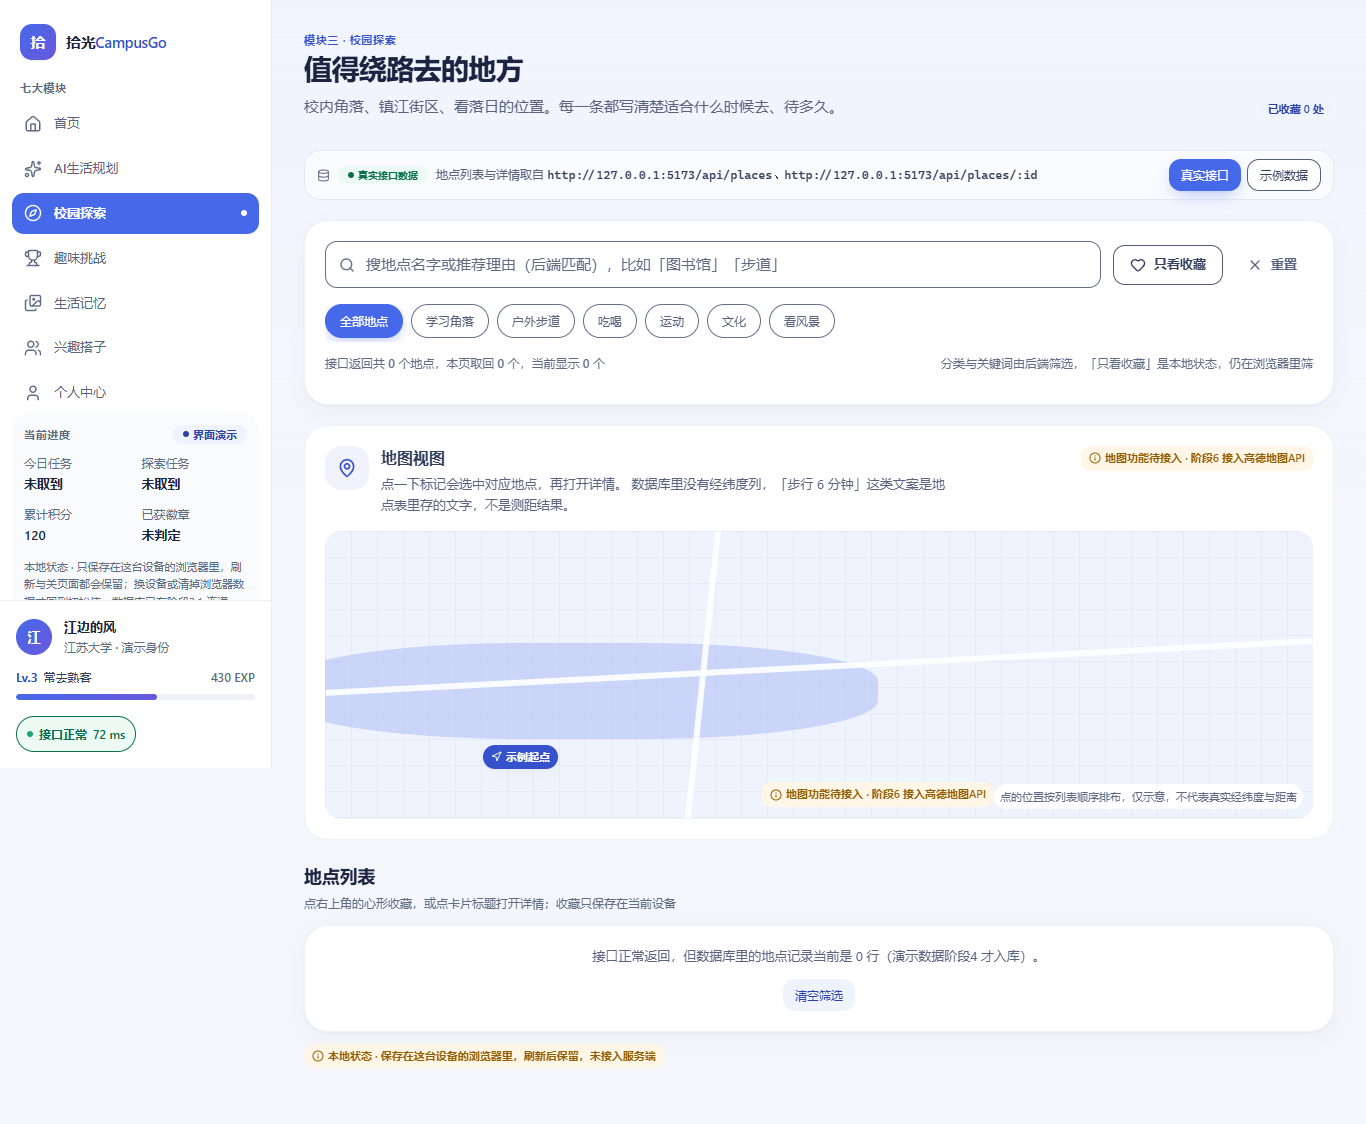 拾 拾光CampusGo
七大模块
首页
AI生活规划
校园探索
趣味挑战
生活记忆
兴趣搭子
个人中心
当前进度 界面演示
今日任务 探索任务
未取到 未取到
累计积分 已获徽章
120 未判定
本地状态 · 只保存在这台设备的浏览器里，刷
新与关页面都会保留；换设备或清掉浏览器数
江 江边的风
江苏大学 · 演示身份
Lv.3 常去熟客 430 EXP
接口正常 72 ms
模块三 · 校园探索
值得绕路去的地方
校内角落、镇江街区、看落日的位置。每一条都写清楚适合什么时候去、待多久。
已收藏 0 处
真实接口数据 地点列表与详情取自 http://127.0.0.1:5173/api/places、http://127.0.0.1:5173/api/places/:id
真实接口 示例数据
搜地点名字或推荐理由（后端匹配），比如「图书馆」「步道」
只看收藏 重置
全部地点 学习角落 户外步道 吃喝 运动 文化 看风景
接口返回共 0 个地点，本页取回 0 个，当前显示 0 个
分类与关键词由后端筛选，「只看收藏」是本地状态，仍在浏览器里筛
地图视图
地图功能待接入 · 阶段6 接入高德地图API
点一下标记会选中对应地点，再打开详情。 数据库里没有经纬度列，「步行 6 分钟」这类文案是地
点表里存的文字，不是测距结果。
示例起点
地图功能待接入 · 阶段6 接入高德地图API
点的位置按列表顺序排布，仅示意，不代表真实经纬度与距离
地点列表
点右上角的心形收藏，或点卡片标题打开详情；收藏只保存在当前设备
接口正常返回，但数据库里的地点记录当前是 0 行（演示数据阶段4 才入库）。
清空筛选
本地状态 · 保存在这台设备的浏览器里，刷新后保留，未接入服务端